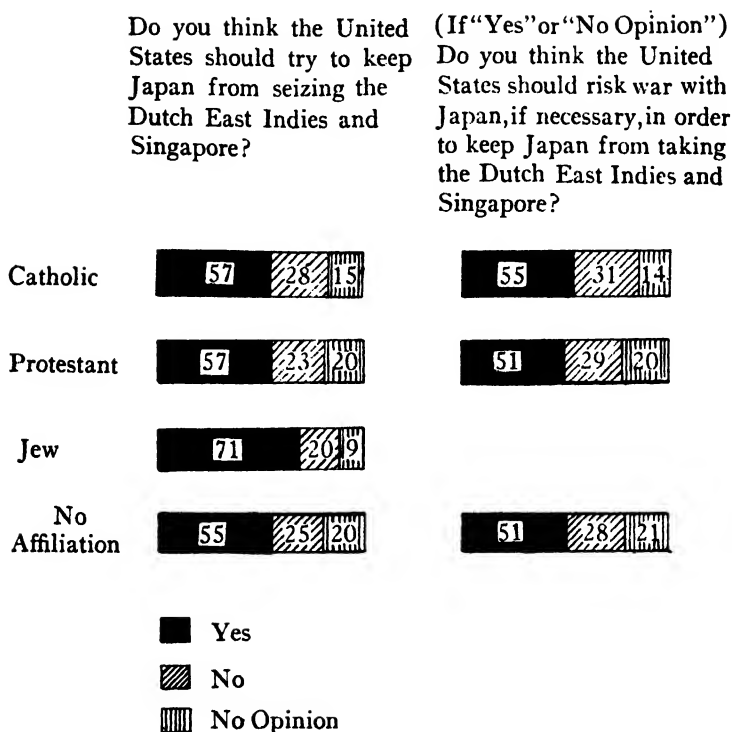 Do you think the United
States should try to keep
Japan from seizing the
Dutch East Indies and
Singapore?
(If "Yes" or "No Opinion")
Do you think the United
States should risk war with
Japan, if necessary, in order
to keep Japan from taking
the Dutch East Indies and
Singapore?
Catholic 57 28 15 55 31 14
Protestant 57 23 20 51 29 20
Jew 71 20 9
No
Affiliation 55 25 20 51 28 21
Yes
No
No Opinion